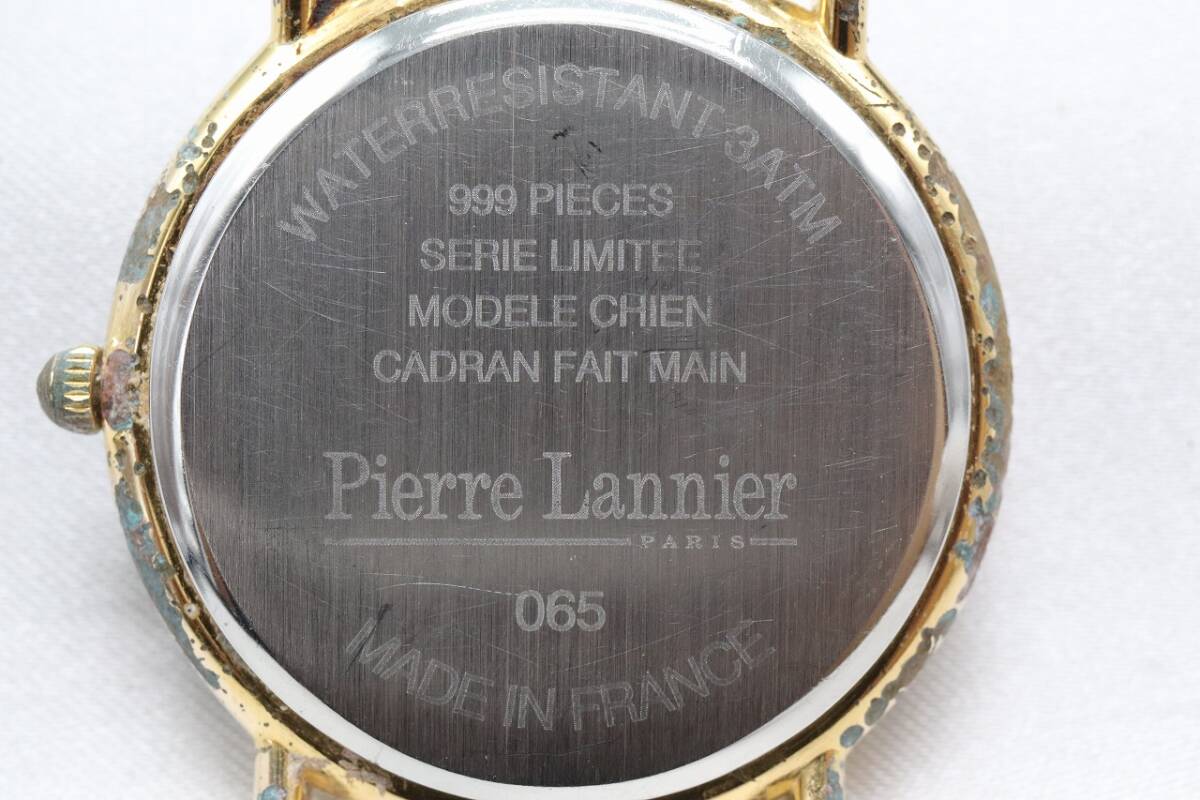 WATERRESISTANT 3ATM
999 PIECES
SERIE LIMITEE
MODELE CHIEN
CADRAN FAIT MAIN
Pierre Lannier
PARIS
065
MADE IN FRANCE